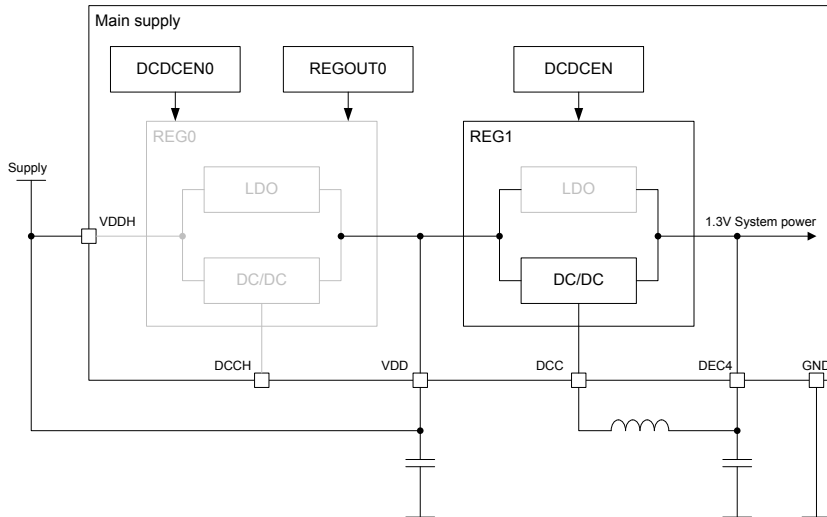 Main supply
DCDCEN0
REGOUT0
DCDCEN
REG0
REG1
LDO
LDO
Supply
VDDH
1.3V System power
DC/DC
DC/DC
DCCH
VDD
DCC
DEC4
GND